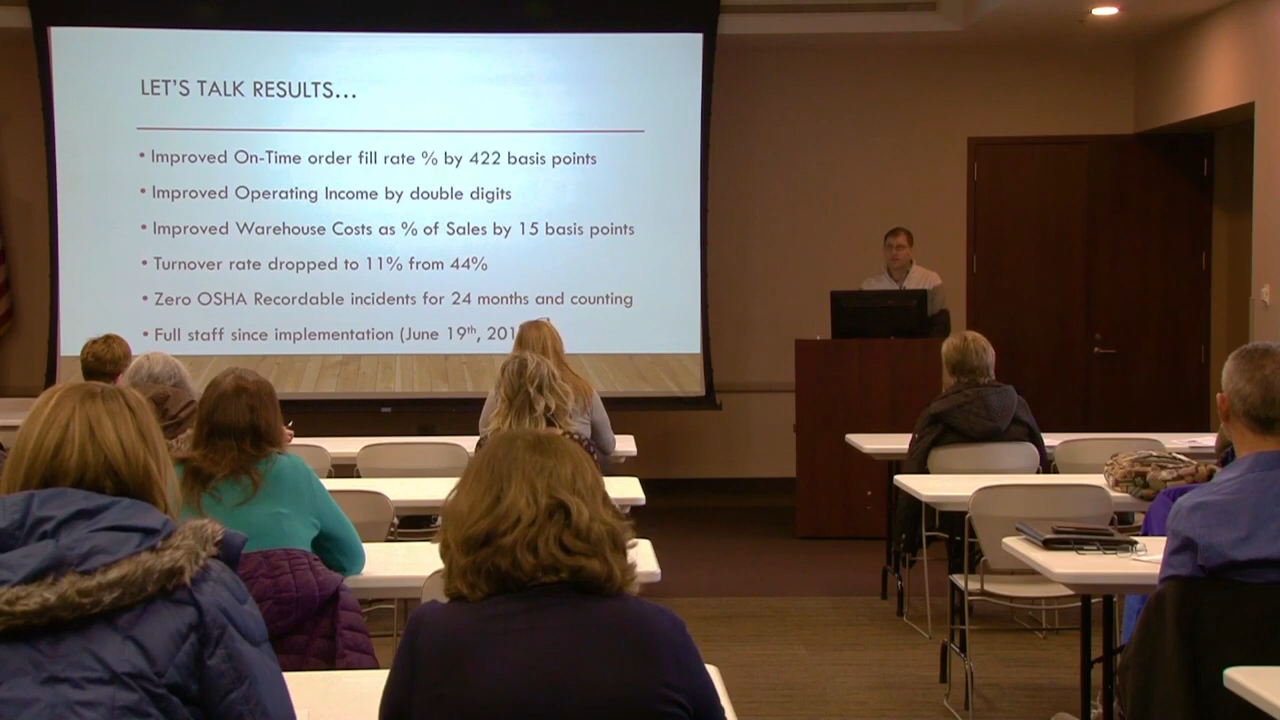 LET'S TALK RESULTS...
• Improved On-Time order fill rate % by 422 basis points
• Improved Operating Income by double digits
• Improved Warehouse Costs as % of Sales by 15 basis points
• Turnover rate dropped to 11% from 44%
• Zero OSHA Recordable incidents for 24 months and counting
• Full staff since implementation (June 19th,